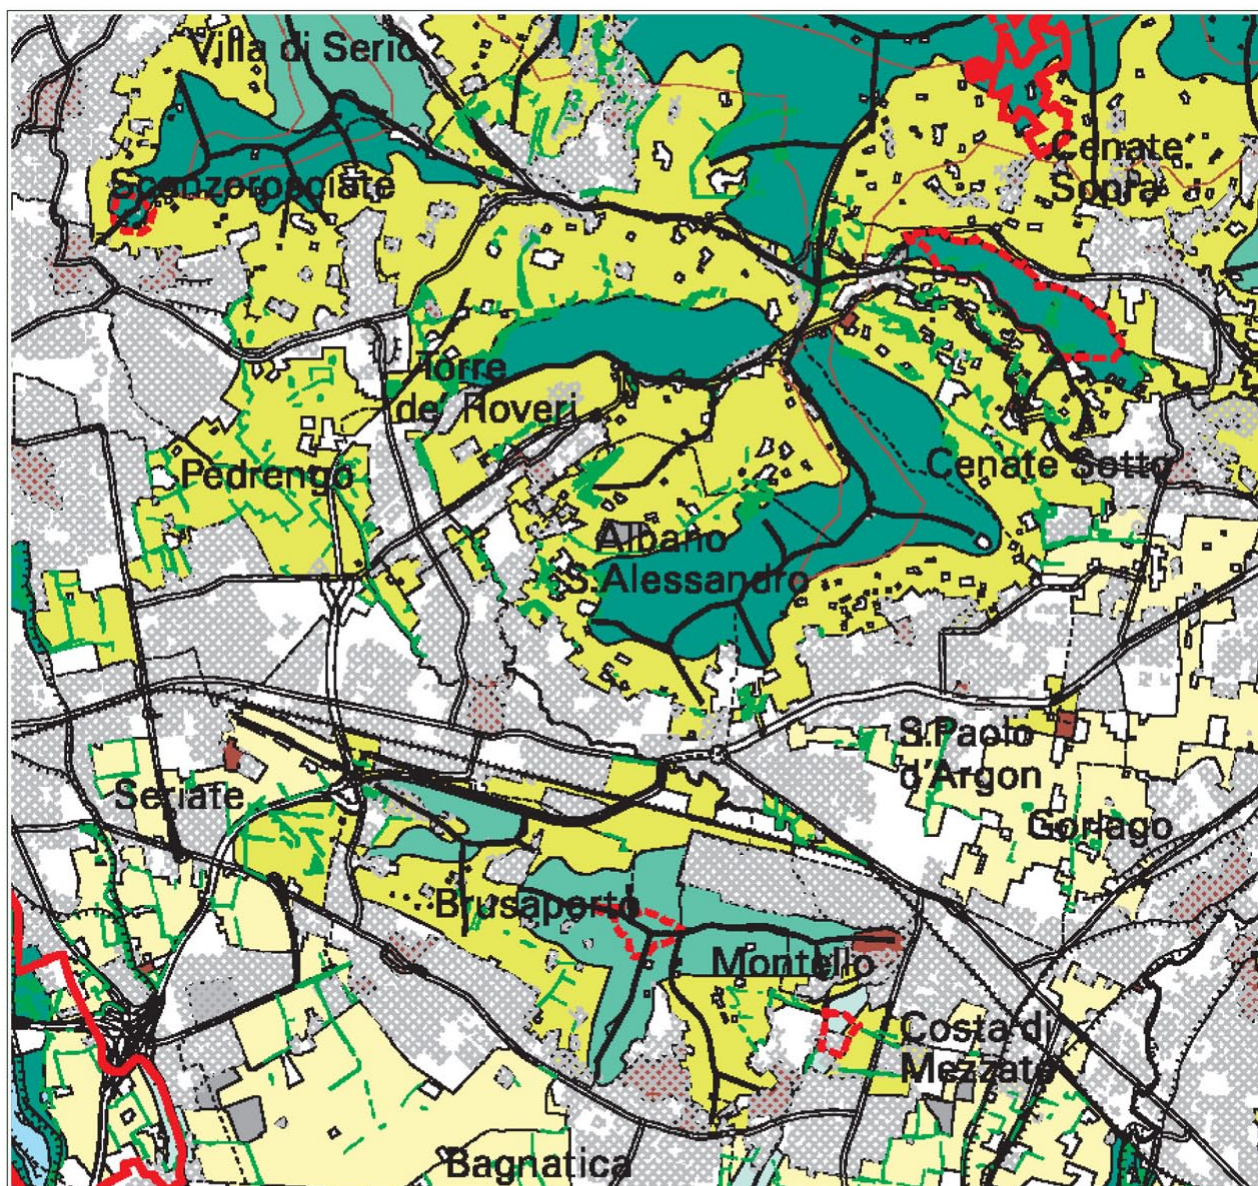 Villa di Serio
Cenate
Sopra
Scanzorosciate
Torre
de' Roveri
Pedrengo
Cenate Sotto
Albano
S.Alessandro
S.Paolo
d'Argon
Seriate
Gorlago
Brusaporto
Montello
Costa di
Mezzate
Bagnatica